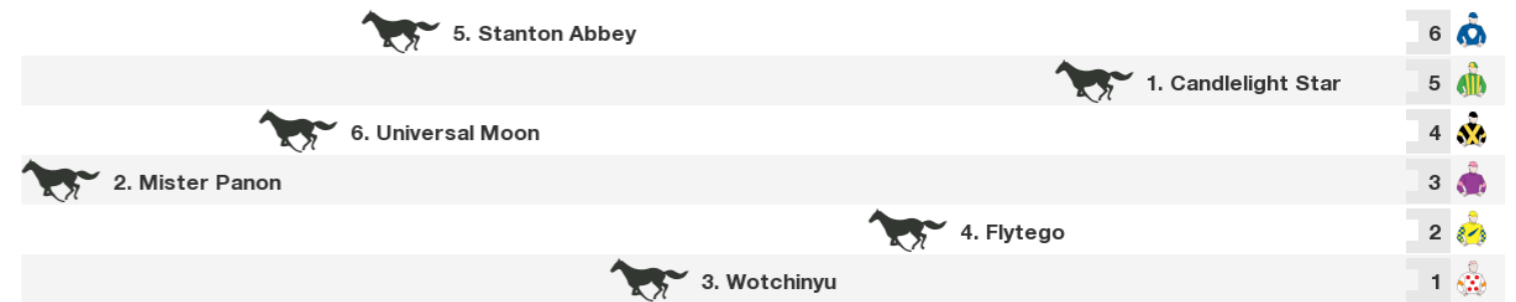 5. Stanton Abbey 6
1. Candlelight Star 5
6. Universal Moon 4
2. Mister Panon 3
4. Flytego 2
3. Wotchinyu 1